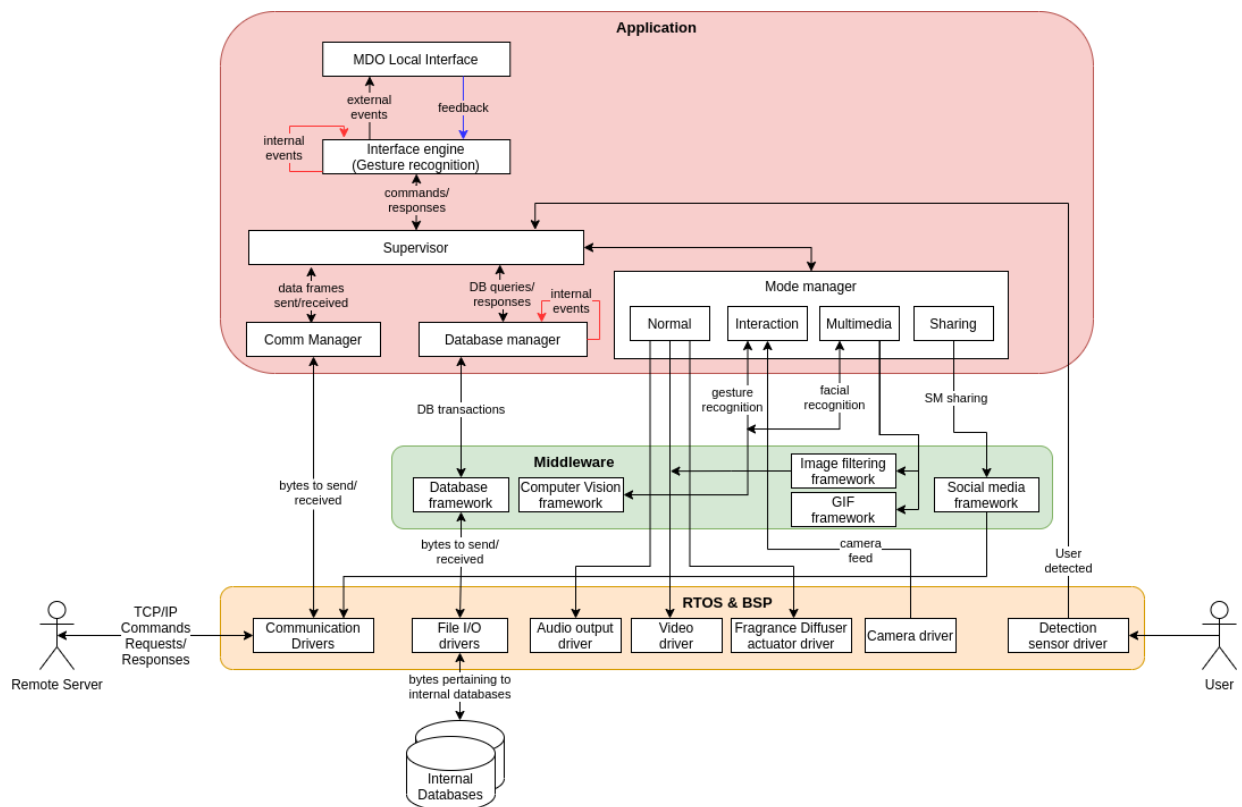 Application
MDO Local Interface
external
events
feedback
internal
events
Interface engine
(Gesture recognition)
commands/
responses
Supervisor
data frames
sent/received
DB queries/
responses
internal
events
Mode manager
Normal
Interaction
Multimedia
Sharing
Comm Manager
Database manager
gesture
recognition
facial
recognition
SM sharing
DB transactions
Middleware
Database
framework
Computer Vision
framework
Image filtering
framework
GIF
framework
Social media
framework
bytes to send/
received
bytes to send/
received
camera
feed
User
detected
RTOS & BSP
TCP/IP
Commands
Requests/
Responses
Communication
Drivers
File I/O
drivers
Audio output
driver
Video
driver
Fragrance Diffuser
actuator driver
Camera driver
Detection
sensor driver
Remote Server
User
bytes pertaining to
internal databases
Internal
Databases